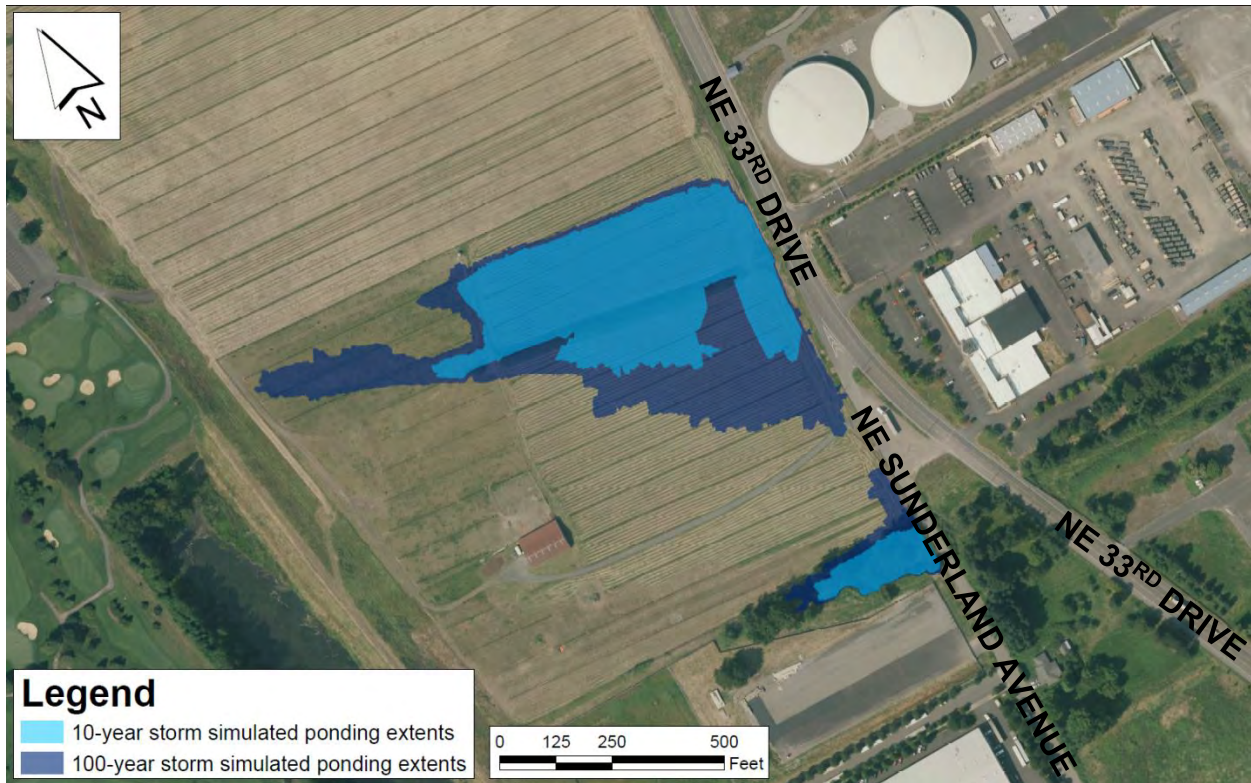 N
NE 33RD DRIVE
NE SUNDERLAND AVENUE
NE 33RD DRIVE
Legend
10-year storm simulated ponding extents
100-year storm simulated ponding extents
0 125 250 500
Feet